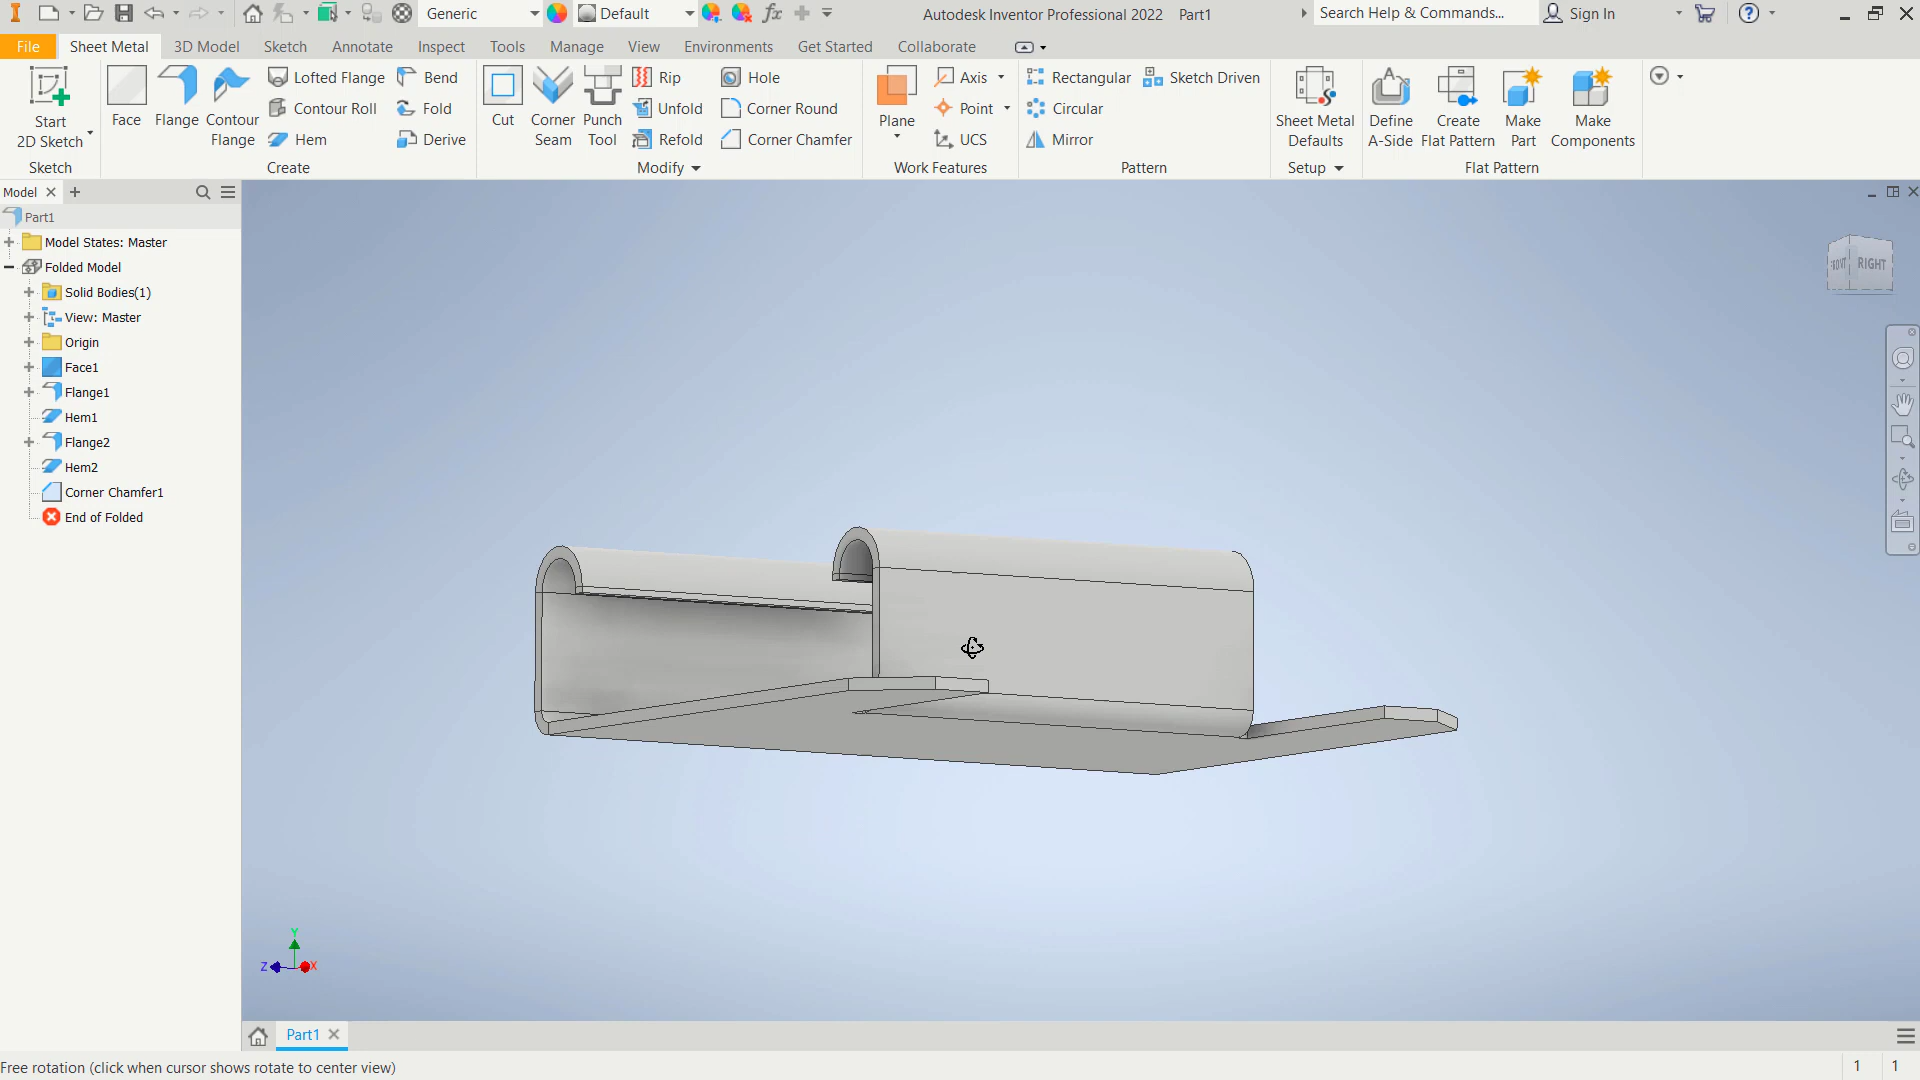 Generic
Default
fx
Autodesk Inventor Professional 2022 Part1
Search Help & Commands...
Sign In
?
File
Sheet Metal
3D Model
Sketch
Annotate
Inspect
Tools
Manage
View
Environments
Get Started
Collaborate
Start
2D Sketch
Sketch
Face
Flange
Contour
Flange
Lofted Flange
Contour Roll
Hem
Bend
Fold
Derive
Create
Cut
Corner
Seam
Punch
Tool
Rip
Unfold
Refold
Hole
Corner Round
Corner Chamfer
Modify
Plane
Axis
Point
UCS
Work Features
Rectangular
Sketch Driven
Circular
Mirror
Pattern
Sheet Metal
Defaults
Setup
Define
A-Side
Create
Flat Pattern
Make
Part
Make
Components
Flat Pattern
Model
Part1
Model States: Master
Folded Model
Solid Bodies(1)
View: Master
Origin
Face1
Flange1
Hem1
Flange2
Hem2
Corner Chamfer1
End of Folded
FRONT
RIGHT
Y
Z
X
Part1
Free rotation (click when cursor shows rotate to center view)
1
1